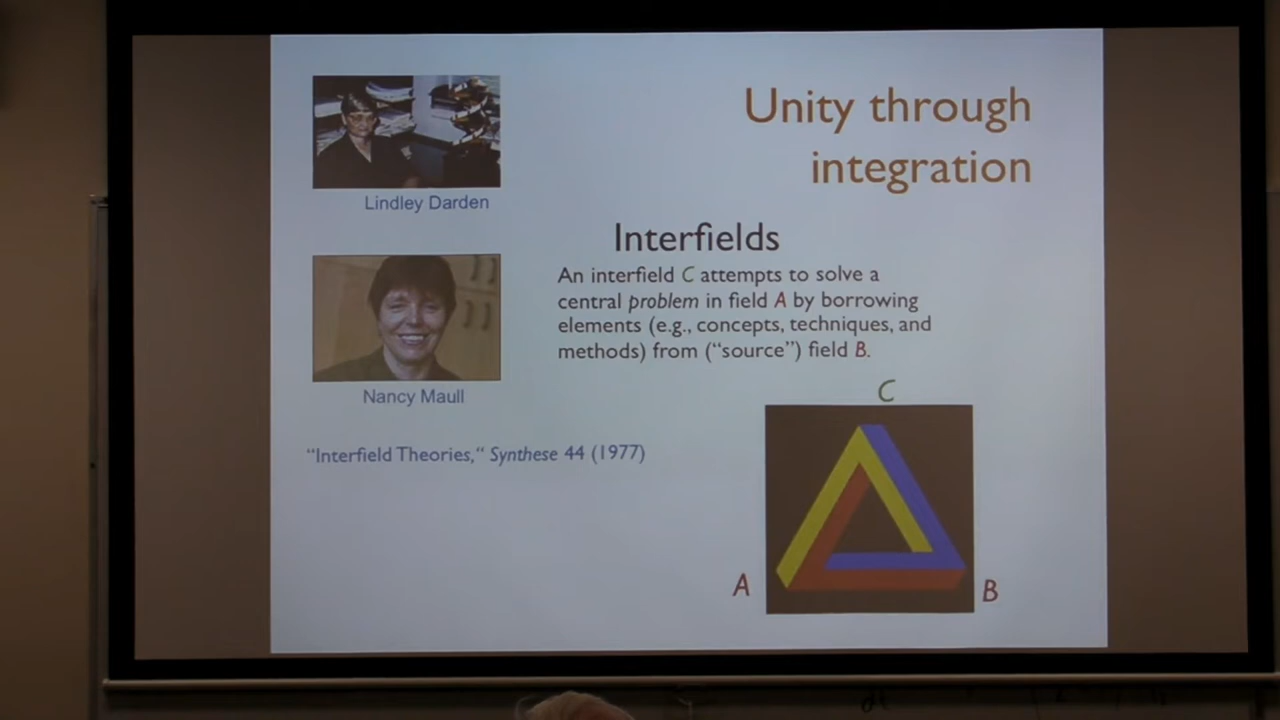 Unity through
integration
Lindley Darden
Interfields
An interfield C attempts to solve a
central problem in field A by borrowing
elements (e.g., concepts, techniques, and
methods) from (“source”) field B.
Nancy Maull
“Interfield Theories,“ Synthese 44 (1977)
C
A
B